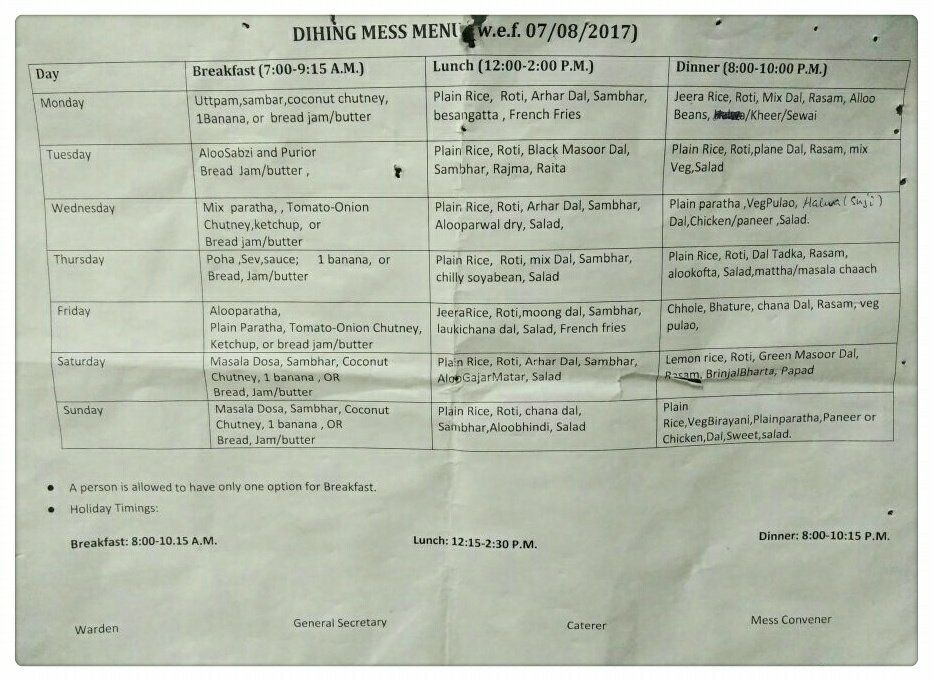 DIHING MESS MENU (w.e.f. 07/08/2017)
Day Breakfast (7:00-9:15 A.M.) Lunch (12:00-2:00 P.M.) Dinner (8:00-10:00 P.M.)
Monday
Uttpam,sambar,coconut chutney,
1Banana, or bread jam/butter
Plain Rice, Roti, Arhar Dal, Sambhar,
besangatta , French Fries
Jeera Rice, Roti, Mix Dal, Rasam, Alloo
Beans, /Kheer/Sewai
Tuesday
AlooSabzi and Purior
Bread Jam/butter ,
Plain Rice, Roti, Black Masoor Dal,
Sambhar, Rajma, Raita
Plain Rice, Roti,plane Dal, Rasam, mix
Veg,Salad
Wednesday
Mix paratha, , Tomato-Onion
Chutney,ketchup, or
Bread jam/butter
Plain Rice, Roti, Arhar Dal, Sambhar,
Alooparwal dry, Salad,
Plain paratha ,VegPulao, Halwa (Suji)
Dal,Chicken/paneer ,Salad.
Thursday
Poha ,Sev,sauce; 1 banana, or
Bread, Jam/butter
Plain Rice, Roti, mix Dal, Sambhar,
chilly soyabean, Salad
Plain Rice, Roti, Dal Tadka, Rasam,
alookofta, Salad,mattha/masala chaach
Friday
Alooparatha,
Plain Paratha, Tomato-Onion Chutney,
Ketchup, or bread jam/butter
JeeraRice, Roti,moong dal, Sambhar,
laukichana dal, Salad, French fries
Chhole, Bhature, chana Dal, Rasam, veg
pulao,
Saturday
Masala Dosa, Sambhar, Coconut
Chutney, 1 banana , OR
Bread, Jam/butter
Plain Rice, Roti, Arhar Dal, Sambhar,
AlooGajarMatar, Salad
Lemon rice, Roti, Green Masoor Dal,
Rasam, BrinjalBharta, Papad
Sunday
Masala Dosa, Sambhar, Coconut
Chutney, 1 banana , OR
Bread, Jam/butter
Plain Rice, Roti, chana dal,
Sambhar,Aloobhindi, Salad
Plain
Rice,VegBirayani,Plainparatha,Paneer or
Chicken,Dal,Sweet,salad.
• A person is allowed to have only one option for Breakfast.
• Holiday Timings:
Breakfast: 8:00-10.15 A.M. Lunch: 12:15-2:30 P.M. Dinner: 8:00-10:15 P.M.
Warden General Secretary Caterer Mess Convener